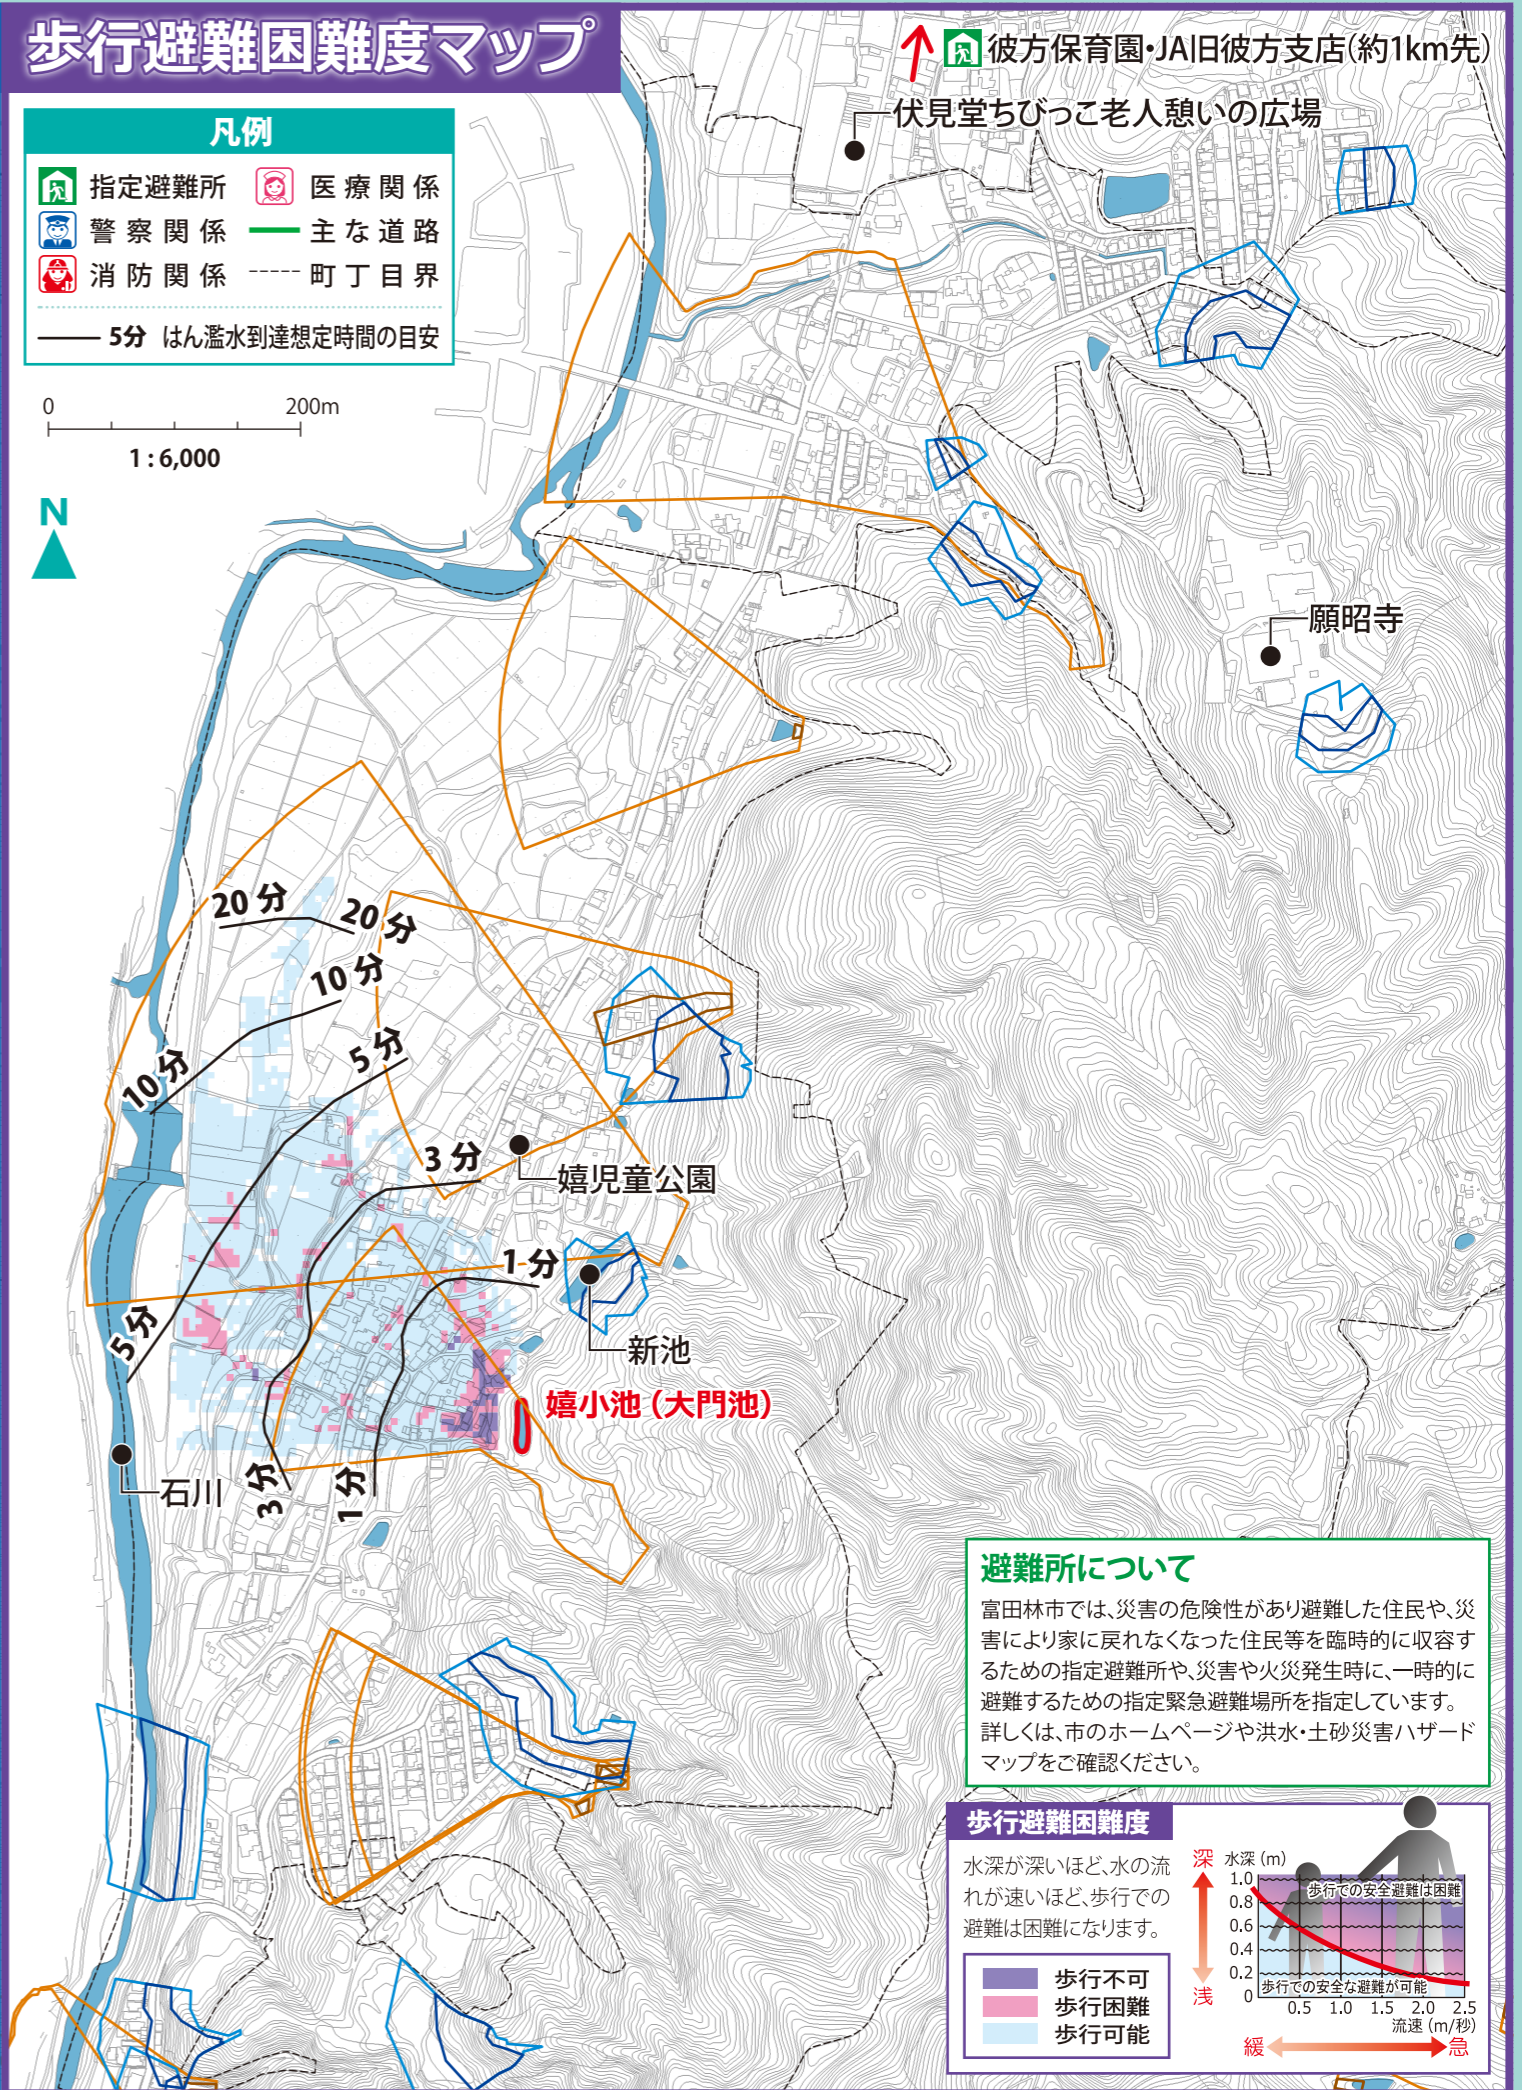 歩行避難困難度マップ
彼方保育園・JA旧彼方支店(約1km先)
伏見堂ちびっこ老人憩いの広場
凡例
指定避難所
医療関係
警察関係
主な道路
消防関係
町丁目界
5分 はん濫水到達想定時間の目安
0 200m
1:6,000
N
願昭寺
20分
20分
10分
10分
5分
3分
嬉児童公園
1分
5分
新池
嬉小池(大門池)
石川
3分
1分
避難所について
富田林市では、災害の危険性があり避難した住民や、災
害により家に戻れなくなった住民等を臨時的に収容す
るための指定避難所や、災害や火災発生時に、一時的に
避難するための指定緊急避難場所を指定しています。
詳しくは、市のホームページや洪水・土砂災害ハザード
マップをご確認ください。
歩行避難困難度
水深が深いほど、水の流
れが速いほど、歩行での
避難は困難になります。
歩行不可
歩行困難
歩行可能
深
浅
水深(m)
1.0
0.8
0.6
0.4
0.2
0
歩行での安全避難は困難
歩行での安全な避難が可能
0.5 1.0 1.5 2.0 2.5
流速(m/秒)
緩
急